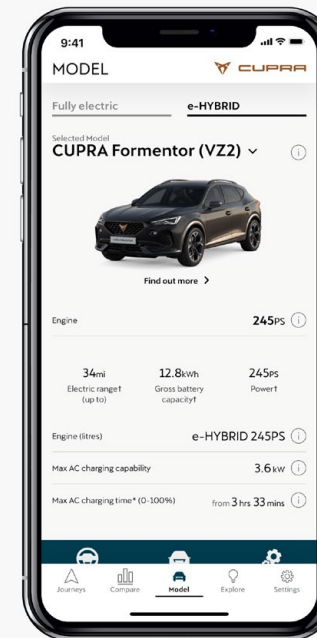 9:41
MODEL CUPRA
Fully electric e-HYBRID
Selected Model
CUPRA Formentor (VZ2)
Find out more >
Engine 245PS
34mi 12.8kWh 245PS
Electric range† Gross battery Power†
(up to) capacity†
Engine (litres) e-HYBRID 245PS
Max AC charging capability 3.6 kW
Max AC charging time* (0-100%) from 3 hrs 33 mins
Journeys Compare Model Explore Settings